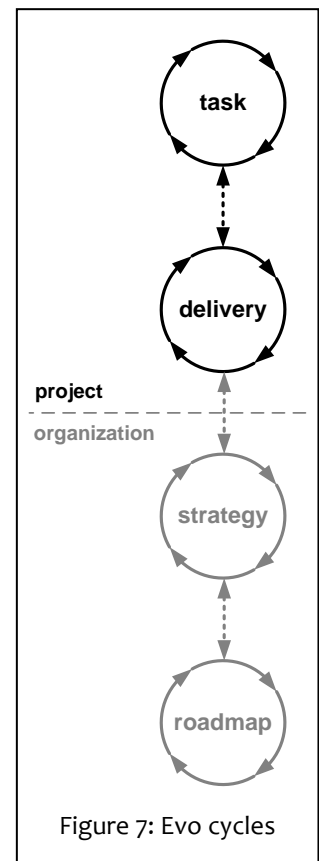 task
delivery
project
organization
strategy
roadmap
Figure 7: Evo cycles